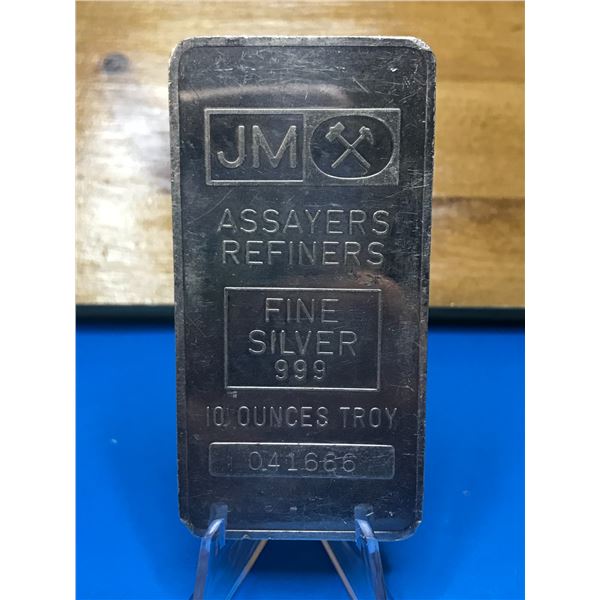 JM
ASSAYERS
REFINERS
FINE
SILVER
999
10 OUNCES TROY
041666